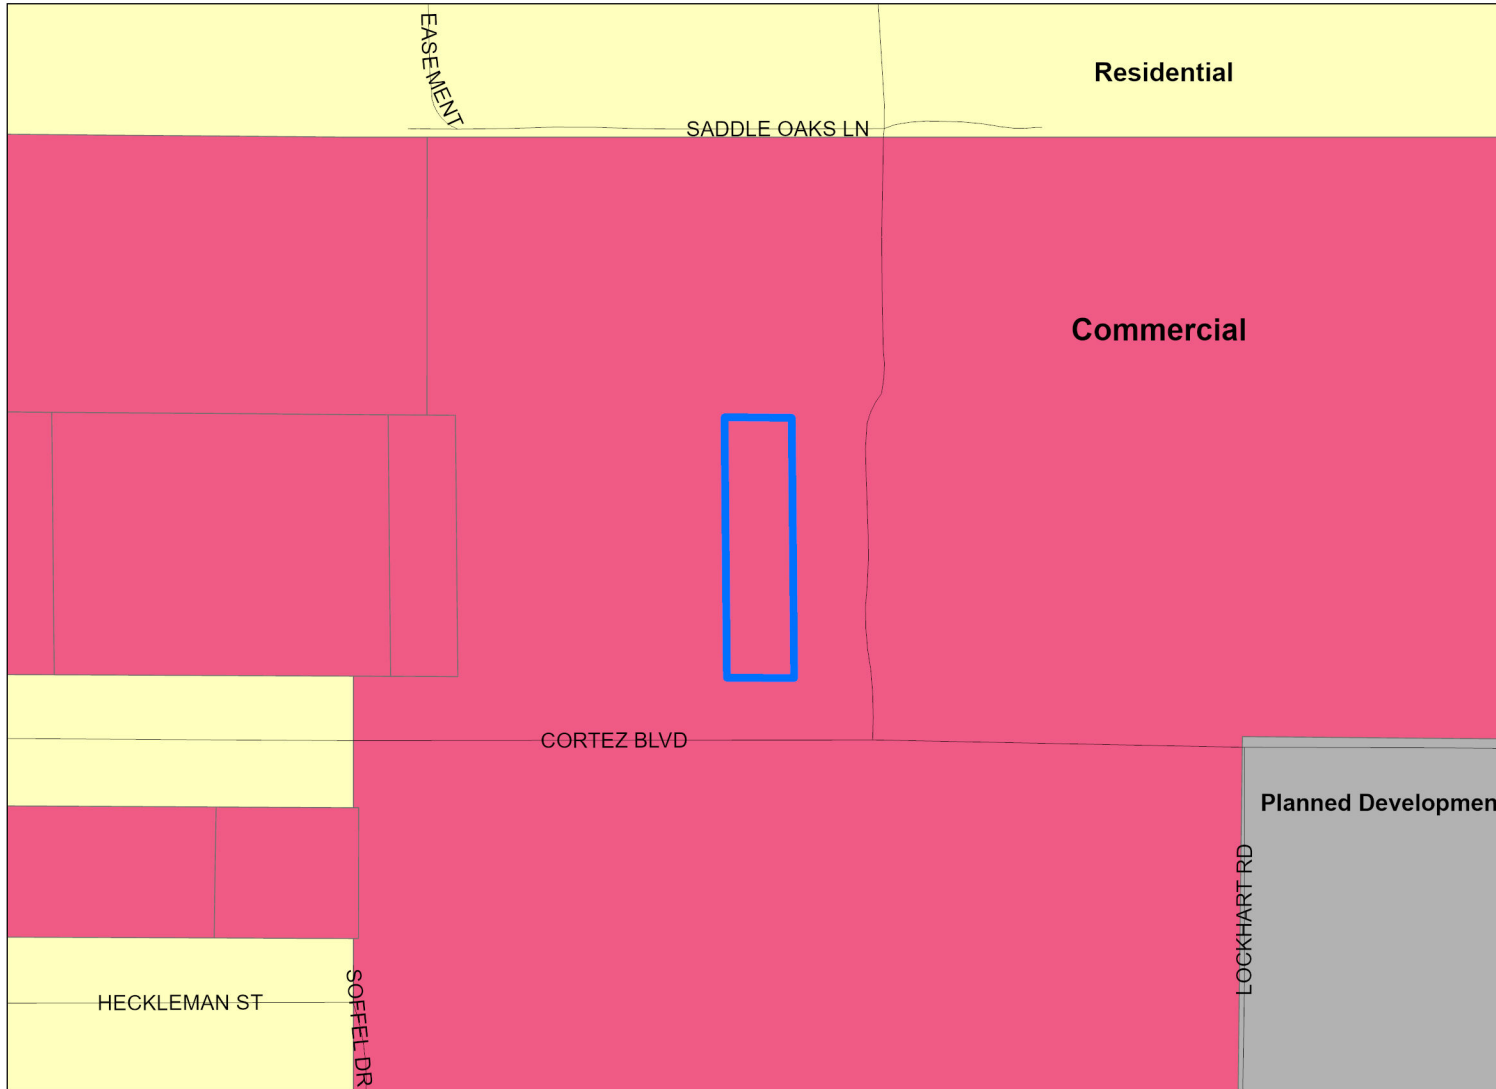 EASEMENT
Residential
SADDLE OAKS LN
Commercial
CORTEZ BLVD
Planned Developmen
LOCKHART RD
SOFFEL DR
HECKLEMAN ST